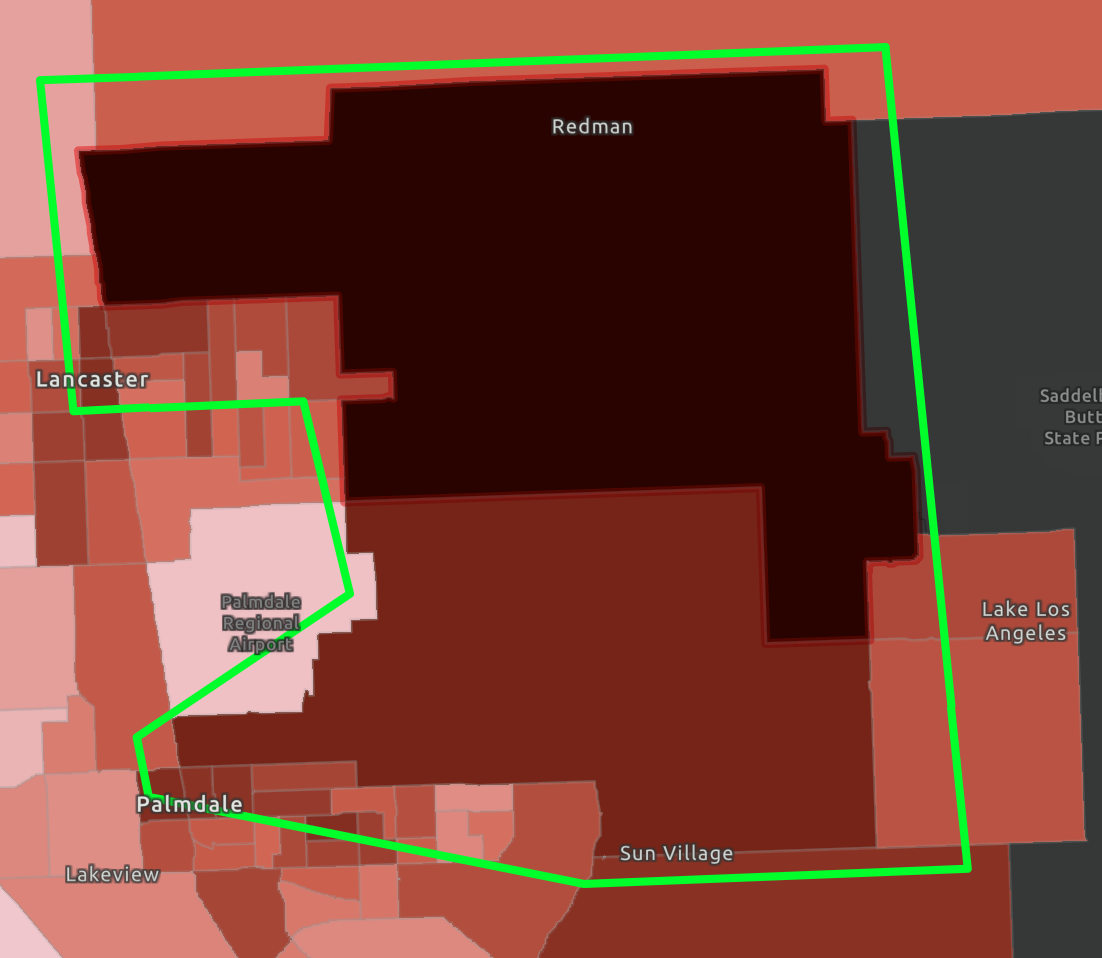 Redman
Lancaster
Saddell
Butt
State P
Palmdale
Regional
Airport
Lake Los
Angeles
Palmdale
Sun Village
Lakeview